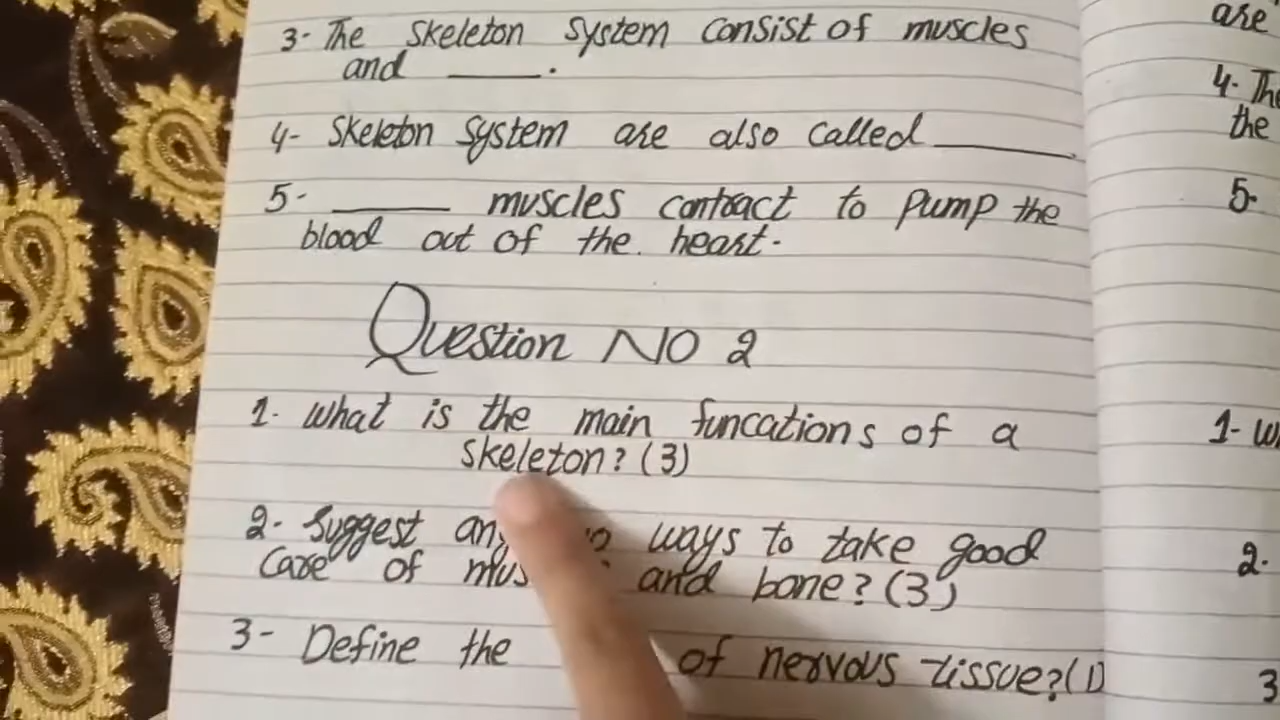 3- The Skeleton System Consist of muscles
and ____.
4- Skeleton System are also called ____.
5- ____ muscles contract to Pump the
blood out of the heart.
Question NO 2
1- What is the main funcations of a
Skeleton? (3)
2- Suggest ways to take good
Care of and bone? (3)
3- Define the of nervous tissue? (1)
are
4- The
the
5-
1-
2-
3